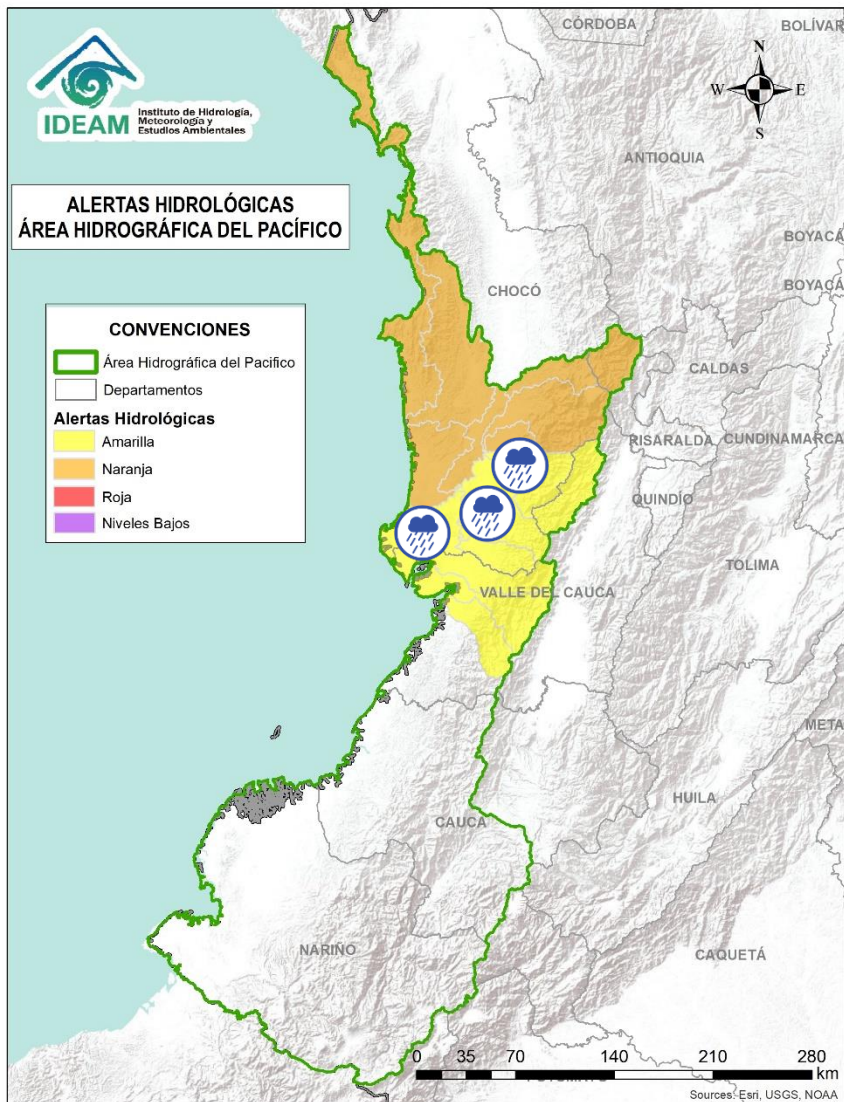 IDEAM
Instituto de Hidrología,
Meteorología y
Estudios Ambientales
ALERTAS HIDROLÓGICAS
ÁREA HIDROGRÁFICA DEL PACÍFICO
CONVENCIONES
Área Hidrográfica del Pacifico
Departamentos
Alertas Hidrológicas
Amarilla
Naranja
Roja
Niveles Bajos
N
W E
S
CÓRDOBA
BOLÍVAR
ANTIOQUIA
BOYACÁ
BOYACÁ
CHOCÓ
CALDAS
RISARALDA
CUNDINAMARCA
QUINDÍO
TOLIMA
VALLE DEL CAUCA
META
HUILA
CAUCA
NARIÑO
CAQUETÁ
0 35 70 140 210 280
km
Sources: Esri, USGS, NOAA